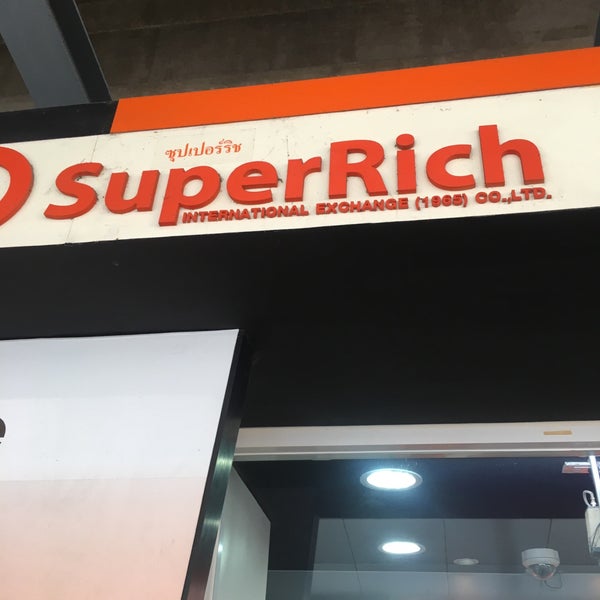 ซุปเปอร์ริช
SuperRich
INTERNATIONAL EXCHANGE (1965) CO.,LTD.
e